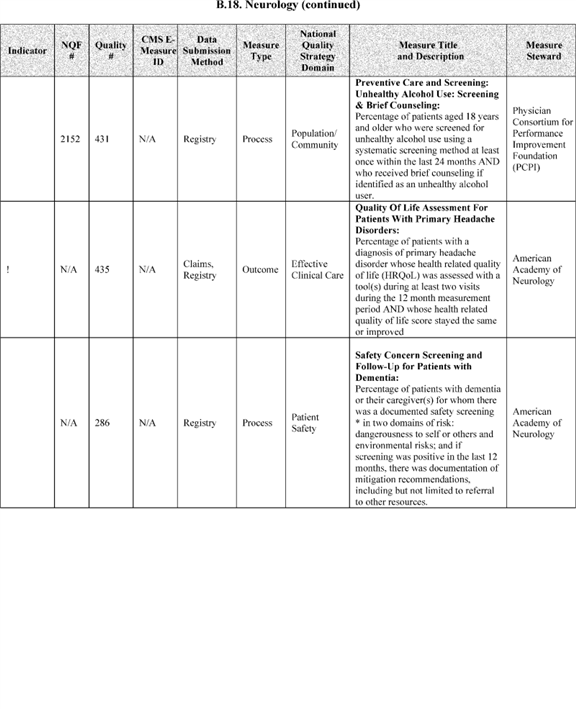 B.18. Neurology (continued)
Indicator
NQF
#
Quality
#
CMS E-
Measure
ID
Data
Submission
Method
Measure
Type
National
Quality
Strategy
Domain
Measure Title
and Description
Measure
Steward
2152
431
N/A
Registry
Process
Population/
Community
Preventive Care and Screening:
Unhealthy Alcohol Use: Screening
& Brief Counseling:
Percentage of patients aged 18 years
and older who were screened for
unhealthy alcohol use using a
systematic screening method at least
once within the last 24 months AND
who received brief counseling if
identified as an unhealthy alcohol
user.
Physician
Consortium for
Performance
Improvement
Foundation
(PCPI)
!
N/A
435
N/A
Claims,
Registry
Outcome
Effective
Clinical Care
Quality Of Life Assessment For
Patients With Primary Headache
Disorders:
Percentage of patients with a
diagnosis of primary headache
disorder whose health related quality
of life (HRQoL) was assessed with a
tool(s) during at least two visits
during the 12 month measurement
period AND whose health related
quality of life score stayed the same
or improved
American
Academy of
Neurology
N/A
286
N/A
Registry
Process
Patient
Safety
Safety Concern Screening and
Follow-Up for Patients with
Dementia:
Percentage of patients with dementia
or their caregiver(s) for whom there
was a documented safety screening
* in two domains of risk:
dangerousness to self or others and
environmental risks; and if
screening was positive in the last 12
months, there was documentation of
mitigation recommendations,
including but not limited to referral
to other resources.
American
Academy of
Neurology